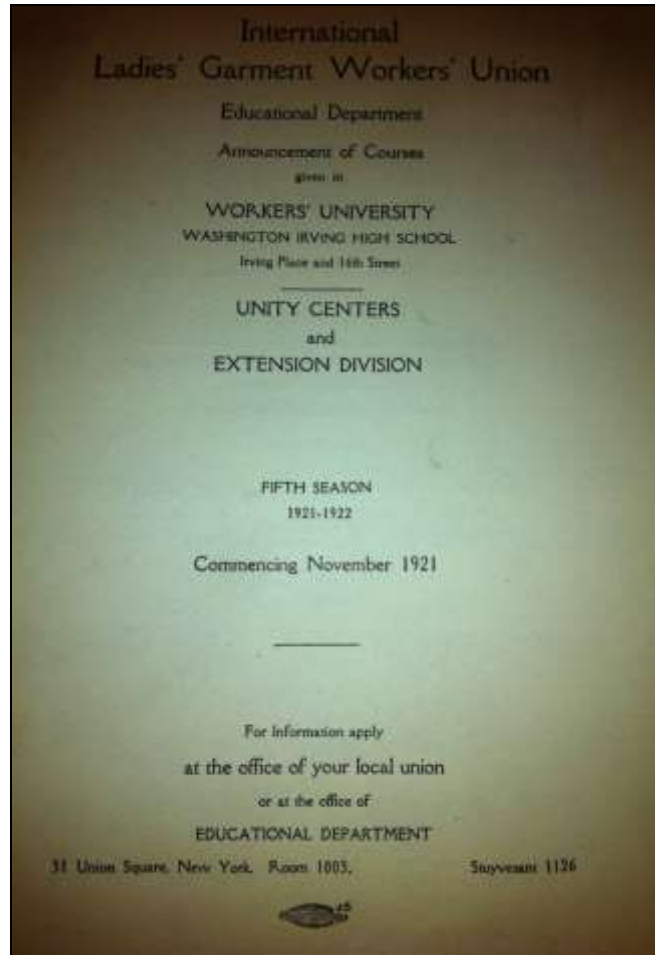 International
Ladies' Garment Workers' Union
Educational Department
Announcement of Courses
given in
WORKERS' UNIVERSITY
WASHINGTON IRVING HIGH SCHOOL
Irving Place and 16th Street
UNITY CENTERS
and
EXTENSION DIVISION
FIFTH SEASON
1921-1922
Commencing November 1921
For Information apply
at the office of your local union
or at the office of
EDUCATIONAL DEPARTMENT
31 Union Square, New York. Room 1003. Stuyvesant 1126